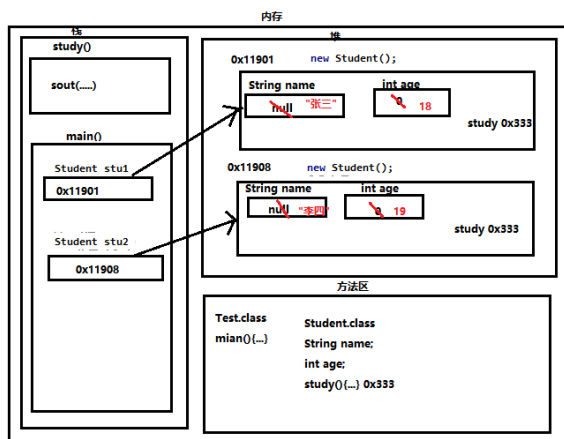 内存
栈
study()
sout(.....)
main()
Student stu1
0x11901
Student stu2
0x11908
堆
0x11901 new Student();
String name int age
null "张三" 0 18
study 0x333
0x11908 new Student();
String name int age
null "李四" 0 19
study 0x333
方法区
Test.class
mian(){...}
Student.class
String name;
int age;
study(){...} 0x333